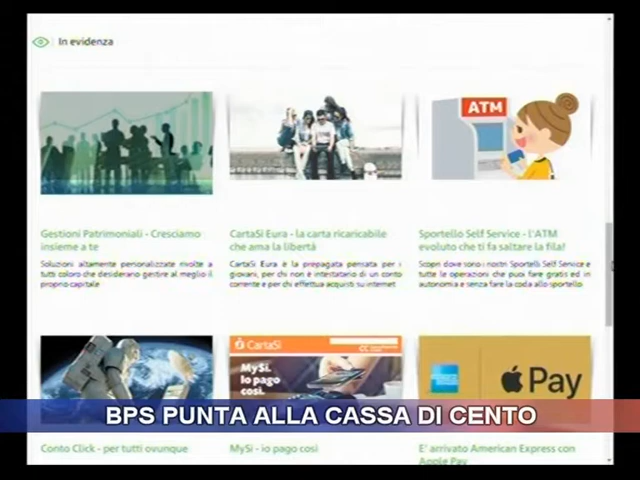 In evidenza
ATM
Gestioni Patrimoniali - Cresciamo
insieme a te
Soluzioni altamente personalizzate rivolte a
tutti coloro che desiderano gestire al meglio il
proprio capitale
CartaSi Eura - la carta ricaricabile
che ama la libertà
CartaSi Eura è la prepagata pensata per i
giovani, per chi non è intestatario di un conto
corrente e per chi effettua acquisti su internet
Sportello Self Service - l'ATM
evoluto che ti fa saltare la fila!
Scopri dove sono i nostri Sportelli Self Service e
tutte le operazioni che puoi fare gratis ed in
autonomia e senza fare la coda allo sportello
CartaSi
MySi.
Io pago
così.
Pay
BPS PUNTA ALLA CASSA DI CENTO
Conto Click - per tutti ovunque
MySi - io pago così
E' arrivato American Express con
Apple Pay